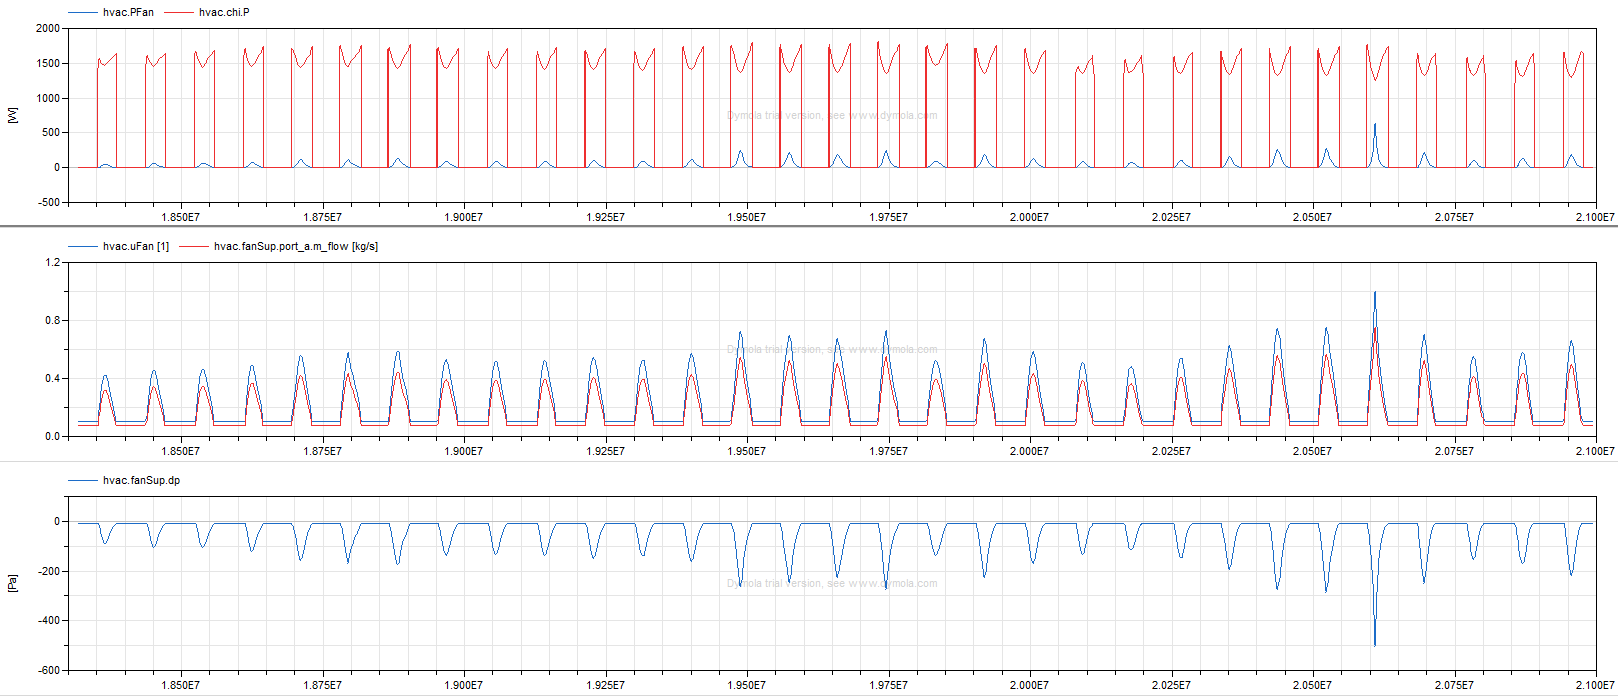 hvac.PFan hvac.chi.P
2000
1500
1000
500
0
-500
[W]
Dymola trial version, see www.dymola.com
1.850E7 1.875E7 1.900E7 1.925E7 1.950E7 1.975E7 2.000E7 2.025E7 2.050E7 2.075E7 2.100E7
hvac.uFan [1] hvac.fanSup.port_a.m_flow [kg/s]
1.2
0.8
0.4
0.0
Dymola trial version, see www.dymola.com
1.850E7 1.875E7 1.900E7 1.925E7 1.950E7 1.975E7 2.000E7 2.025E7 2.050E7 2.075E7 2.100E7
hvac.fanSup.dp
0
-200
-400
-600
[Pa]
Dymola trial version, see www.dymola.com
1.850E7 1.875E7 1.900E7 1.925E7 1.950E7 1.975E7 2.000E7 2.025E7 2.050E7 2.075E7 2.100E7